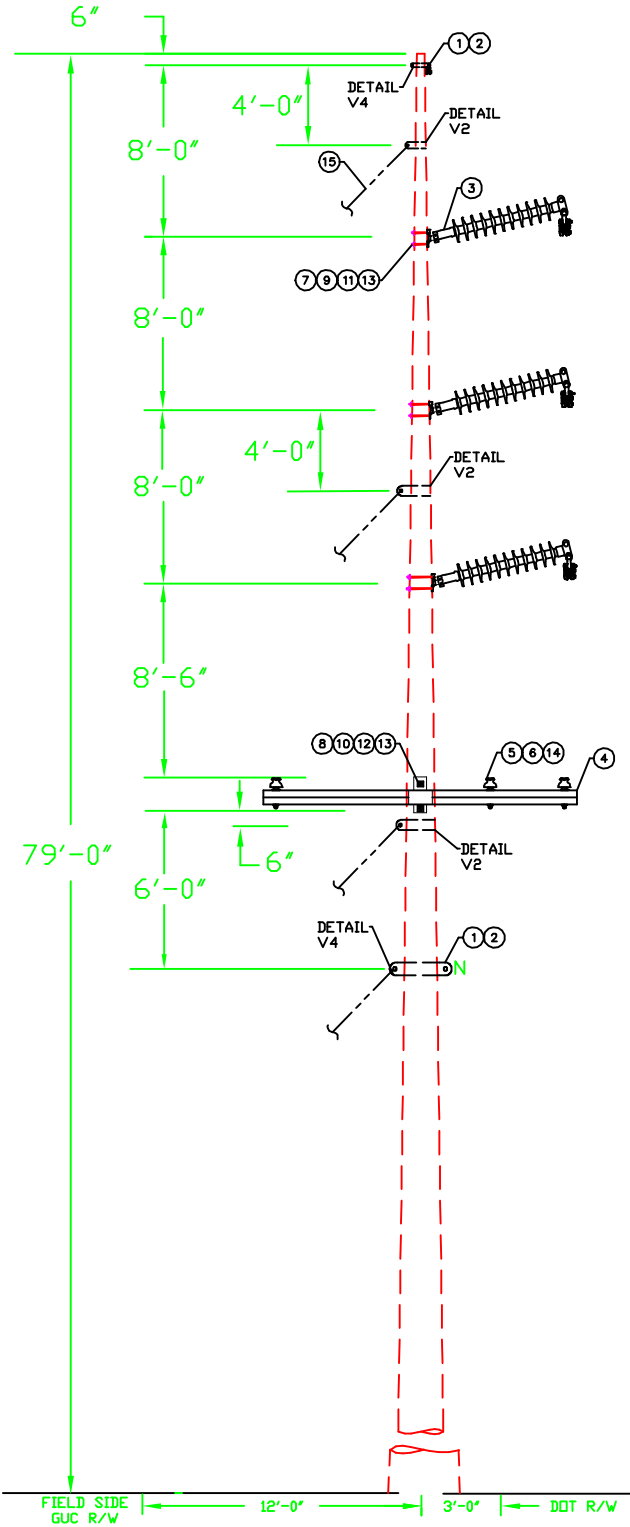 6"
1 2
DETAIL
V4
4'-0"
DETAIL
V2
8'-0"
15
3
7 9 11 13
8'-0"
4'-0"
DETAIL
V2
8'-0"
8'-6"
8 10 12 13
5 6 14
4
79'-0"
6"
DETAIL
V2
6'-0"
DETAIL
V4
1 2
N
FIELD SIDE
GUC R/W
12'-0"
3'-0"
DOT R/W